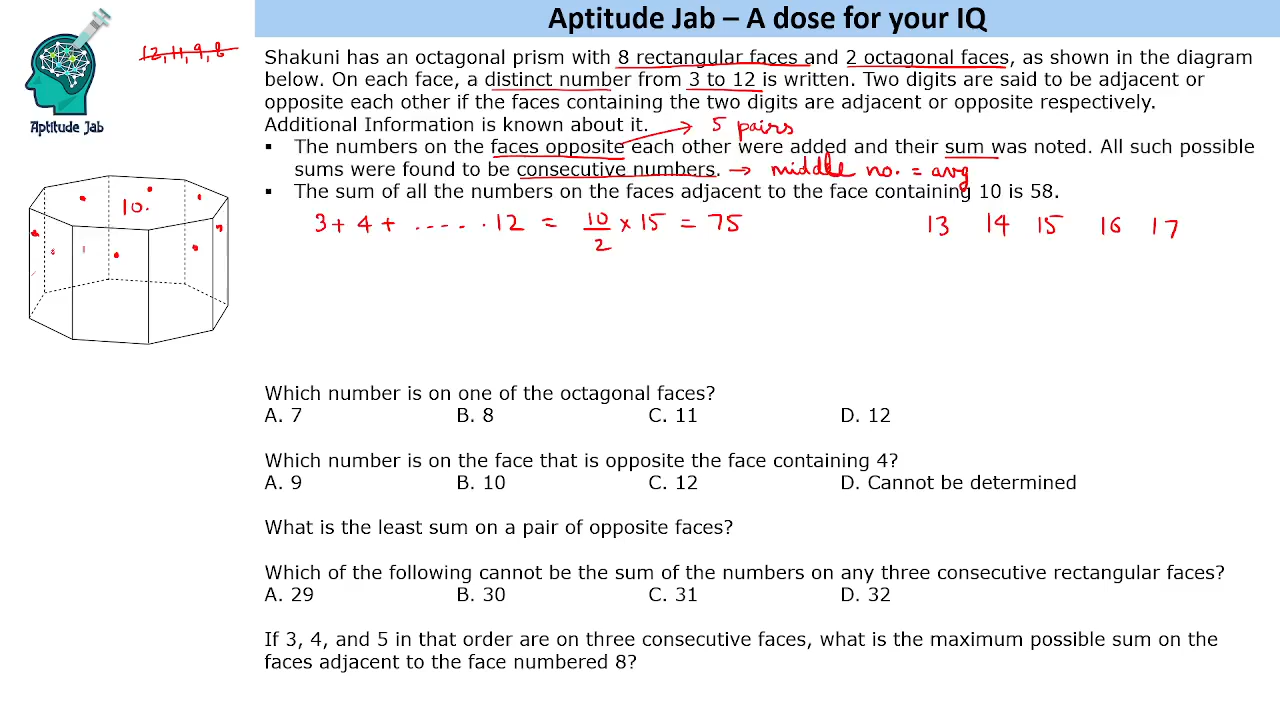 Aptitude Jab – A dose for your IQ
12, 11, 9, 8
Aptitude Jab
Shakuni has an octagonal prism with 8 rectangular faces and 2 octagonal faces, as shown in the diagram
below. On each face, a distinct number from 3 to 12 is written. Two digits are said to be adjacent or
opposite each other if the faces containing the two digits are adjacent or opposite respectively.
Additional Information is known about it. → 5 pairs
▪ The numbers on the faces opposite each other were added and their sum was noted. All such possible
sums were found to be consecutive numbers. → middle no. = avg
▪ The sum of all the numbers on the faces adjacent to the face containing 10 is 58.
10.
3 + 4 + ...... 12 = 10/2 × 15 = 75 13 14 15 16 17
Which number is on one of the octagonal faces?
A. 7 B. 8 C. 11 D. 12
Which number is on the face that is opposite the face containing 4?
A. 9 B. 10 C. 12 D. Cannot be determined
What is the least sum on a pair of opposite faces?
Which of the following cannot be the sum of the numbers on any three consecutive rectangular faces?
A. 29 B. 30 C. 31 D. 32
If 3, 4, and 5 in that order are on three consecutive faces, what is the maximum possible sum on the
faces adjacent to the face numbered 8?